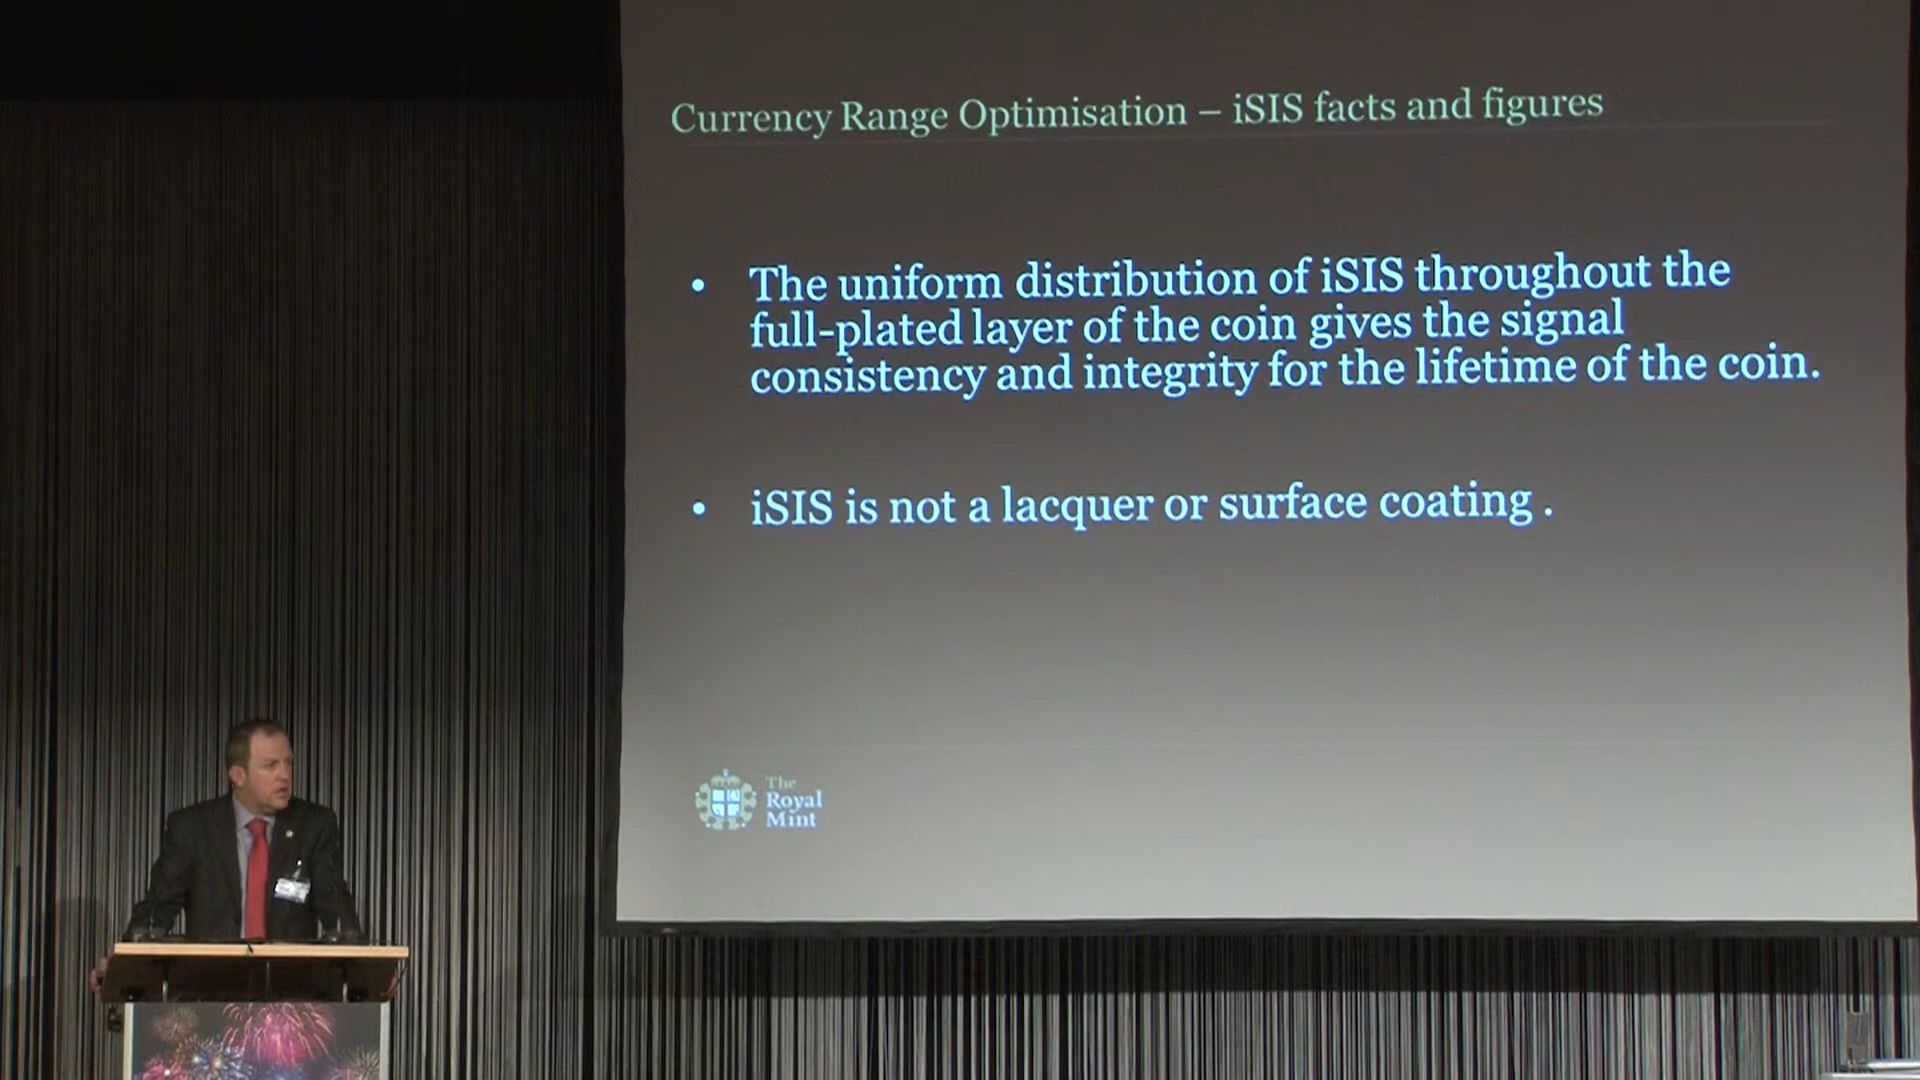 Currency Range Optimisation – iSIS facts and figures
• The uniform distribution of iSIS throughout the
full-plated layer of the coin gives the signal
consistency and integrity for the lifetime of the coin.
• iSIS is not a lacquer or surface coating .
The
Royal
Mint